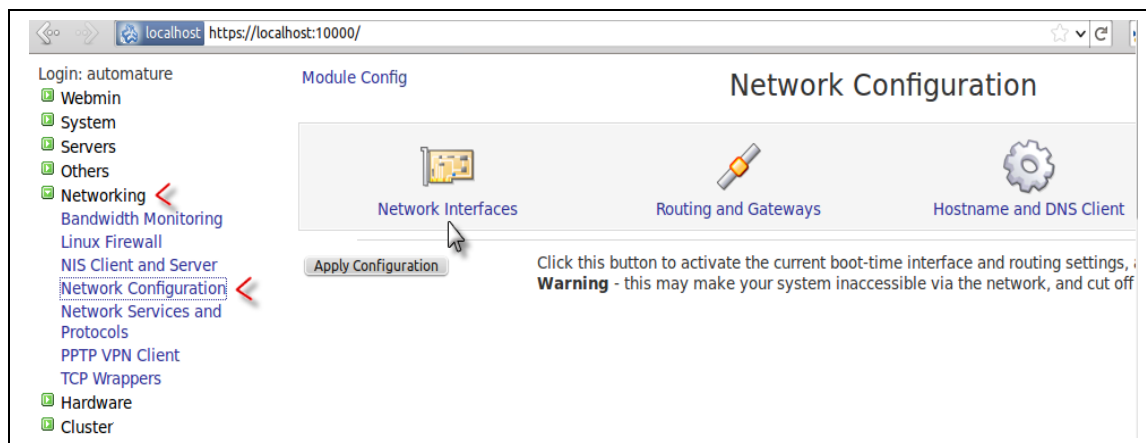 localhost https://localhost:10000/
Login: automature
Webmin
System
Servers
Others
Networking
Bandwidth Monitoring
Linux Firewall
NIS Client and Server
Network Configuration
Network Services and
Protocols
PPTP VPN Client
TCP Wrappers
Hardware
Cluster
Module Config
Network Configuration
Network Interfaces
Routing and Gateways
Hostname and DNS Client
Apply Configuration
Click this button to activate the current boot-time interface and routing settings,
Warning - this may make your system inaccessible via the network, and cut off